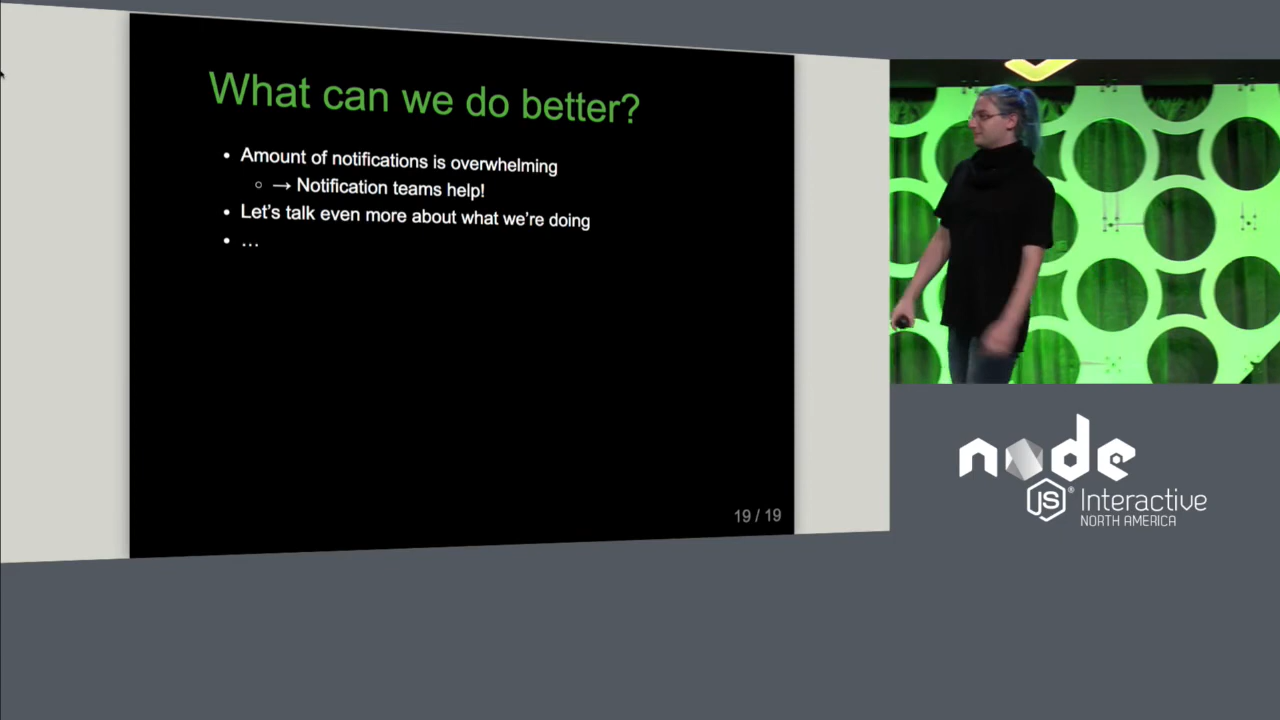 What can we do better?
• Amount of notifications is overwhelming
○ → Notification teams help!
• Let's talk even more about what we're doing
• …
19 / 19
node
JS® Interactive
NORTH AMERICA